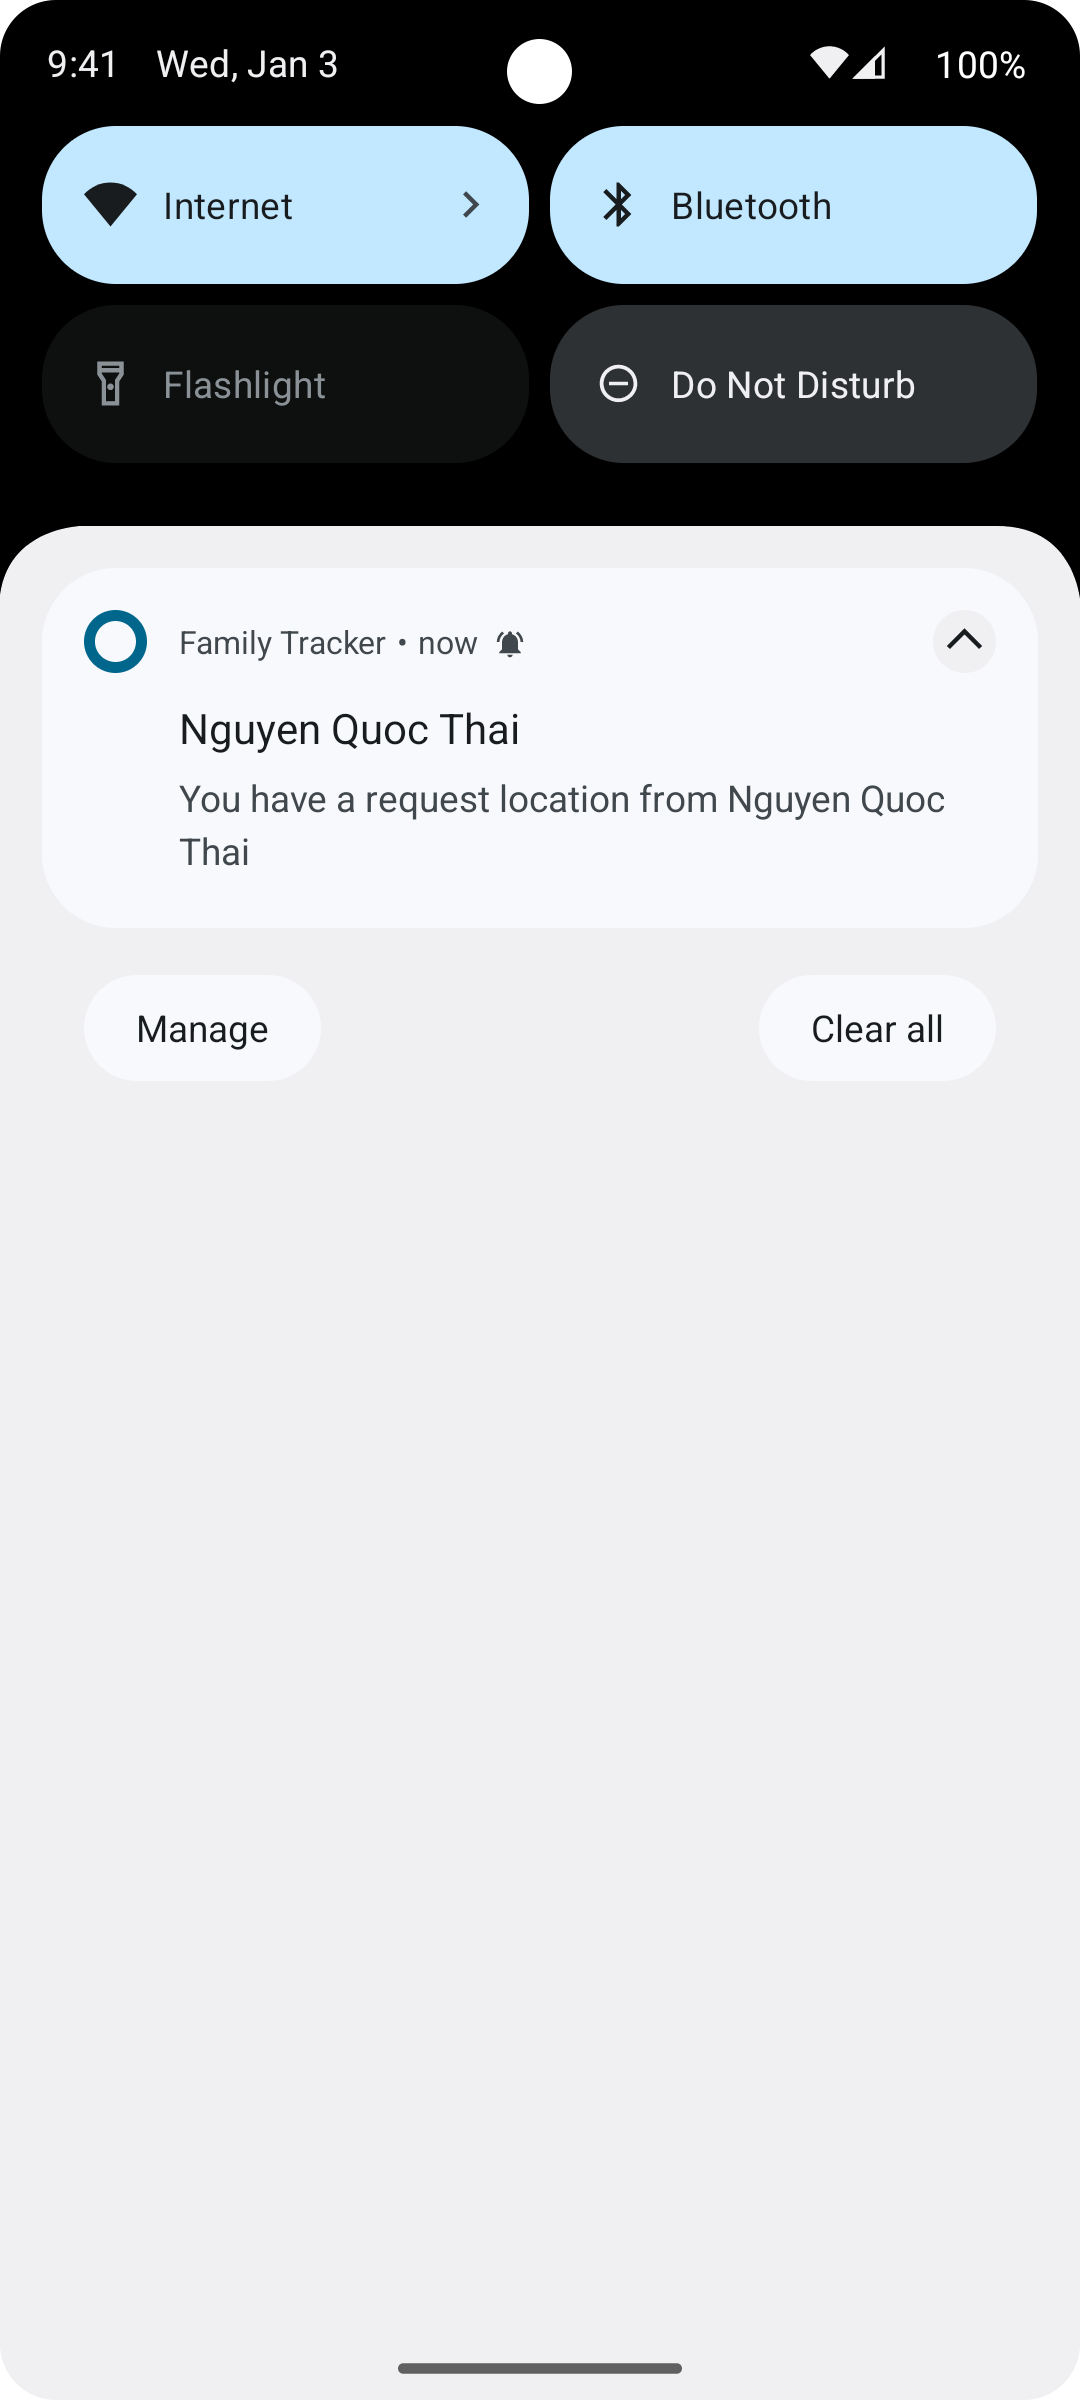 9:41 Wed, Jan 3 100%
Internet Bluetooth
Flashlight Do Not Disturb
Family Tracker • now
Nguyen Quoc Thai
You have a request location from Nguyen Quoc
Thai
Manage Clear all